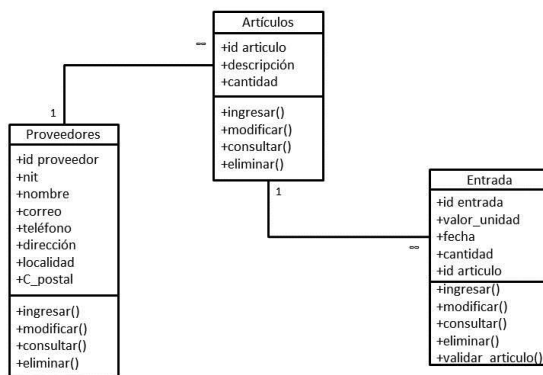 Artículos
+id articulo
+descripción
+cantidad
+ingresar()
+modificar()
+consultar()
+eliminar()
∞
1
Proveedores
+id proveedor
+nit
+nombre
+correo
+teléfono
+dirección
+localidad
+C_postal
+ingresar()
+modificar()
+consultar()
+eliminar()
1
∞
Entrada
+id entrada
+valor_unidad
+fecha
+cantidad
+id articulo
+ingresar()
+modificar()
+consultar()
+eliminar()
+validar_articulo()